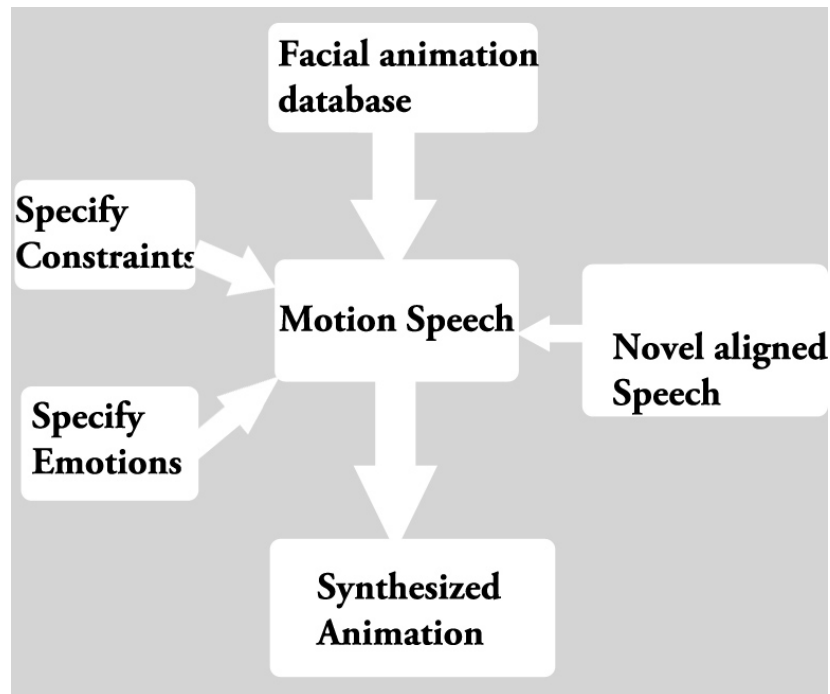 Facial animation
database
Specify
Constraints
Motion Speech
Novel aligned
Speech
Specify
Emotions
Synthesized
Animation